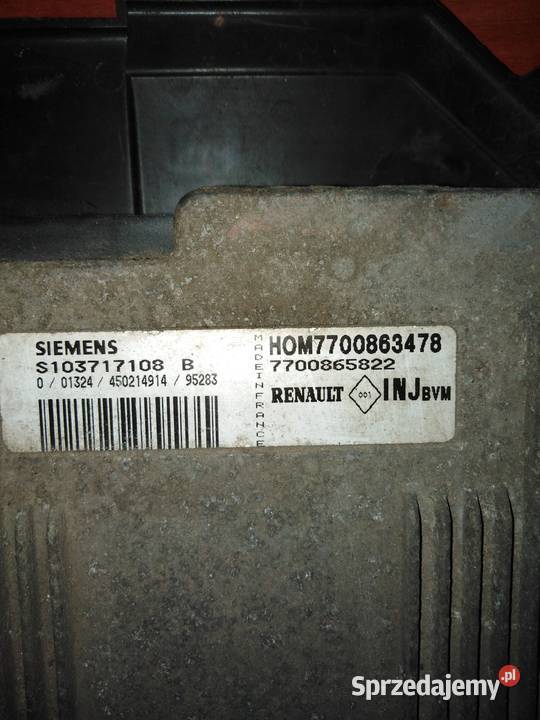 SIEMENS
S103717108 B
0 / 01324 / 450214914 / 95283
MADE IN FRANCE
HOM7700863478
7700865822
RENAULT 001 INJ BVM
Sprzedajemy.pl